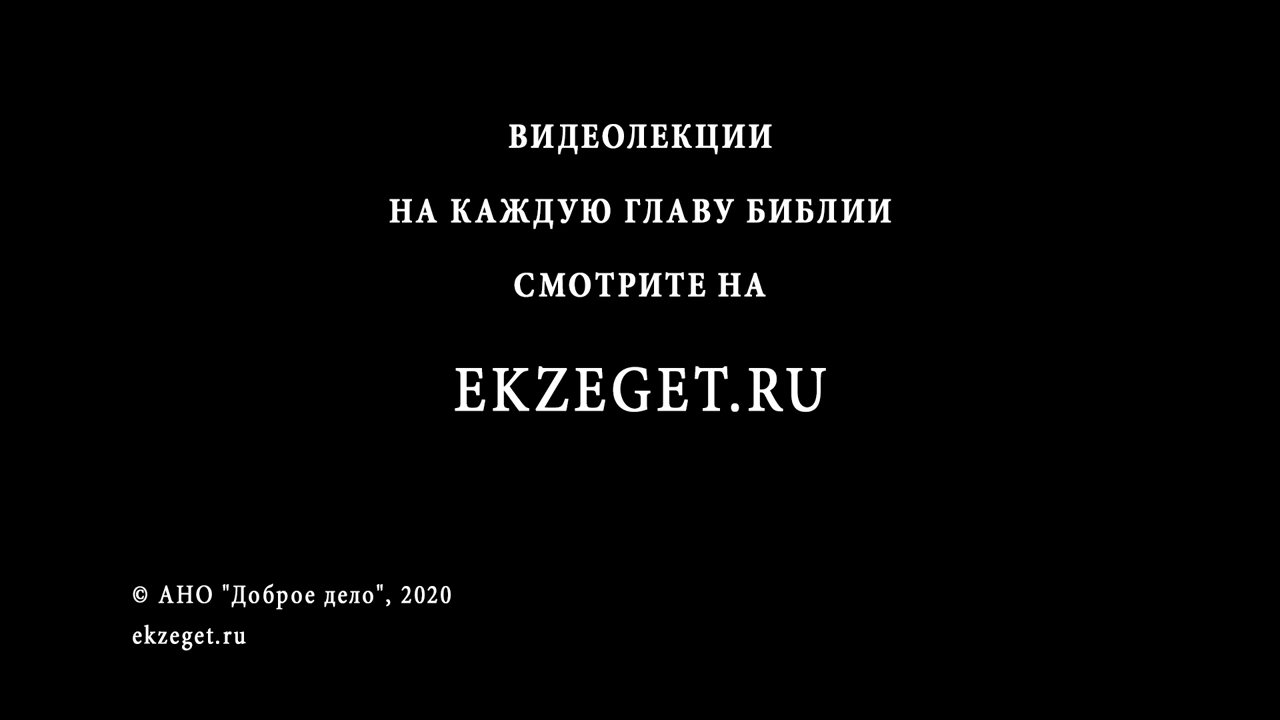 ВИДЕОЛЕКЦИИ
НА КАЖДУЮ ГЛАВУ БИБЛИИ
СМОТРИТЕ НА
EKZEGET.RU
© АНО "Доброе дело", 2020
ekzeget.ru